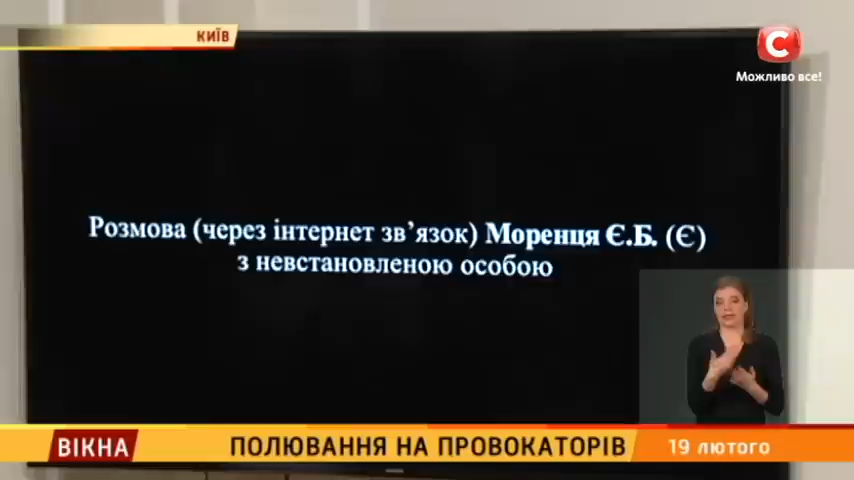 КИЇВ
С
Можливо все!
Розмова (через інтернет зв’язок) Моренця Є.Б. (Є)
з невстановленою особою
ВІКНА
ПОЛЮВАННЯ НА ПРОВОКАТОРІВ
19 лютого